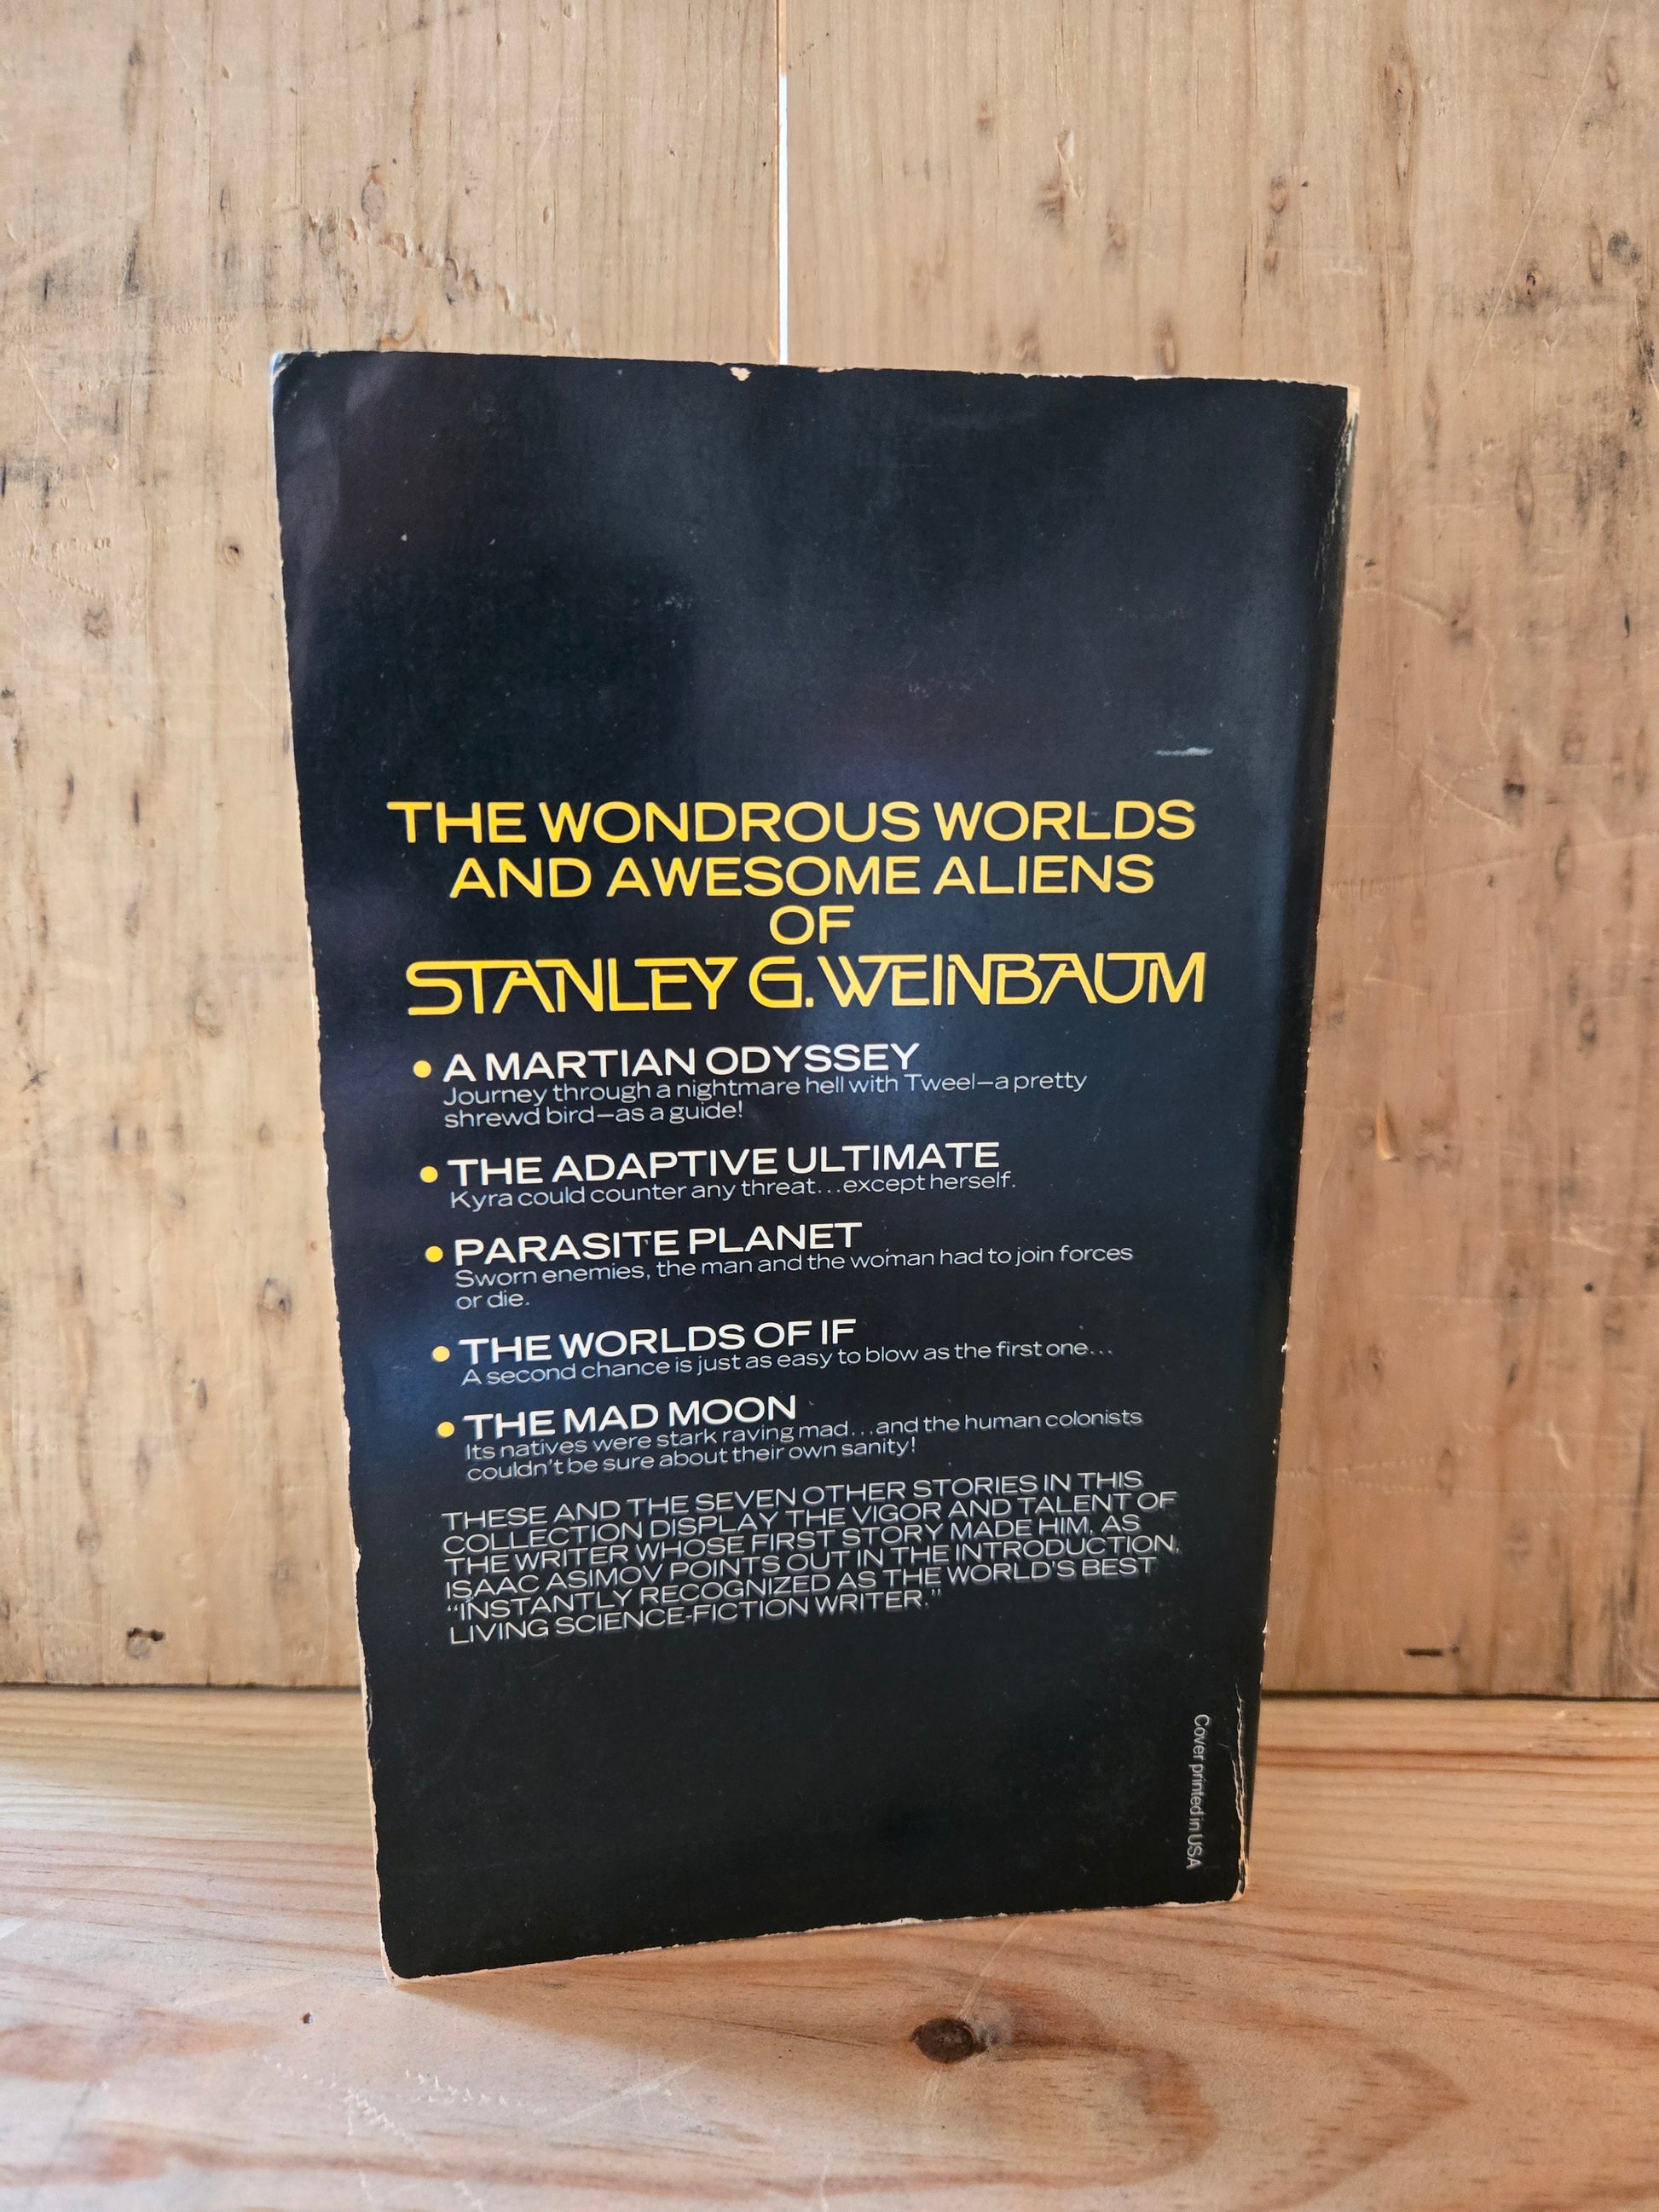 THE WONDROUS WORLDS
AND AWESOME ALIENS
OF
STANLEY G. WEINBAUM
• A MARTIAN ODYSSEY
Journey through a nightmare hell with Tweel—a pretty
shrewd bird—as a guide!
• THE ADAPTIVE ULTIMATE
Kyra could counter any threat...except herself.
• PARASITE PLANET
Sworn enemies, the man and the woman had to join forces
or die.
• THE WORLDS OF IF
A second chance is just as easy to blow as the first one...
• THE MAD MOON
Its natives were stark raving mad...and the human colonists
couldn't be sure about their own sanity!
THESE AND THE SEVEN OTHER STORIES IN THIS
COLLECTION DISPLAY THE VIGOR AND TALENT OF
THE WRITER WHOSE FIRST STORY MADE HIM, AS
ISAAC ASIMOV POINTS OUT IN THE INTRODUCTION,
"INSTANTLY RECOGNIZED AS THE WORLD'S BEST
LIVING SCIENCE-FICTION WRITER."
Cover printed in USA